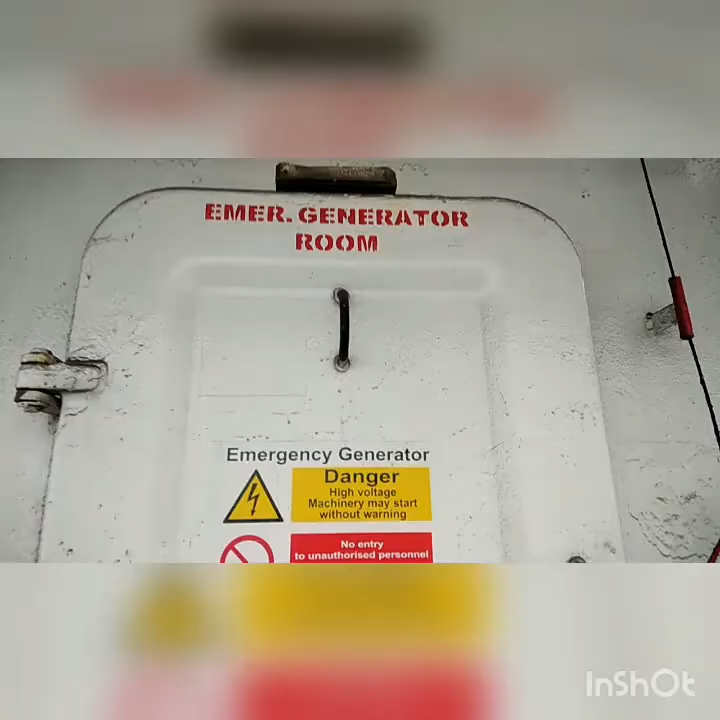 EMER. GENERATOR
ROOM
Emergency Generator
Danger
High voltage
Machinery may start
without warning
No entry
to unauthorised personnel
InShOt